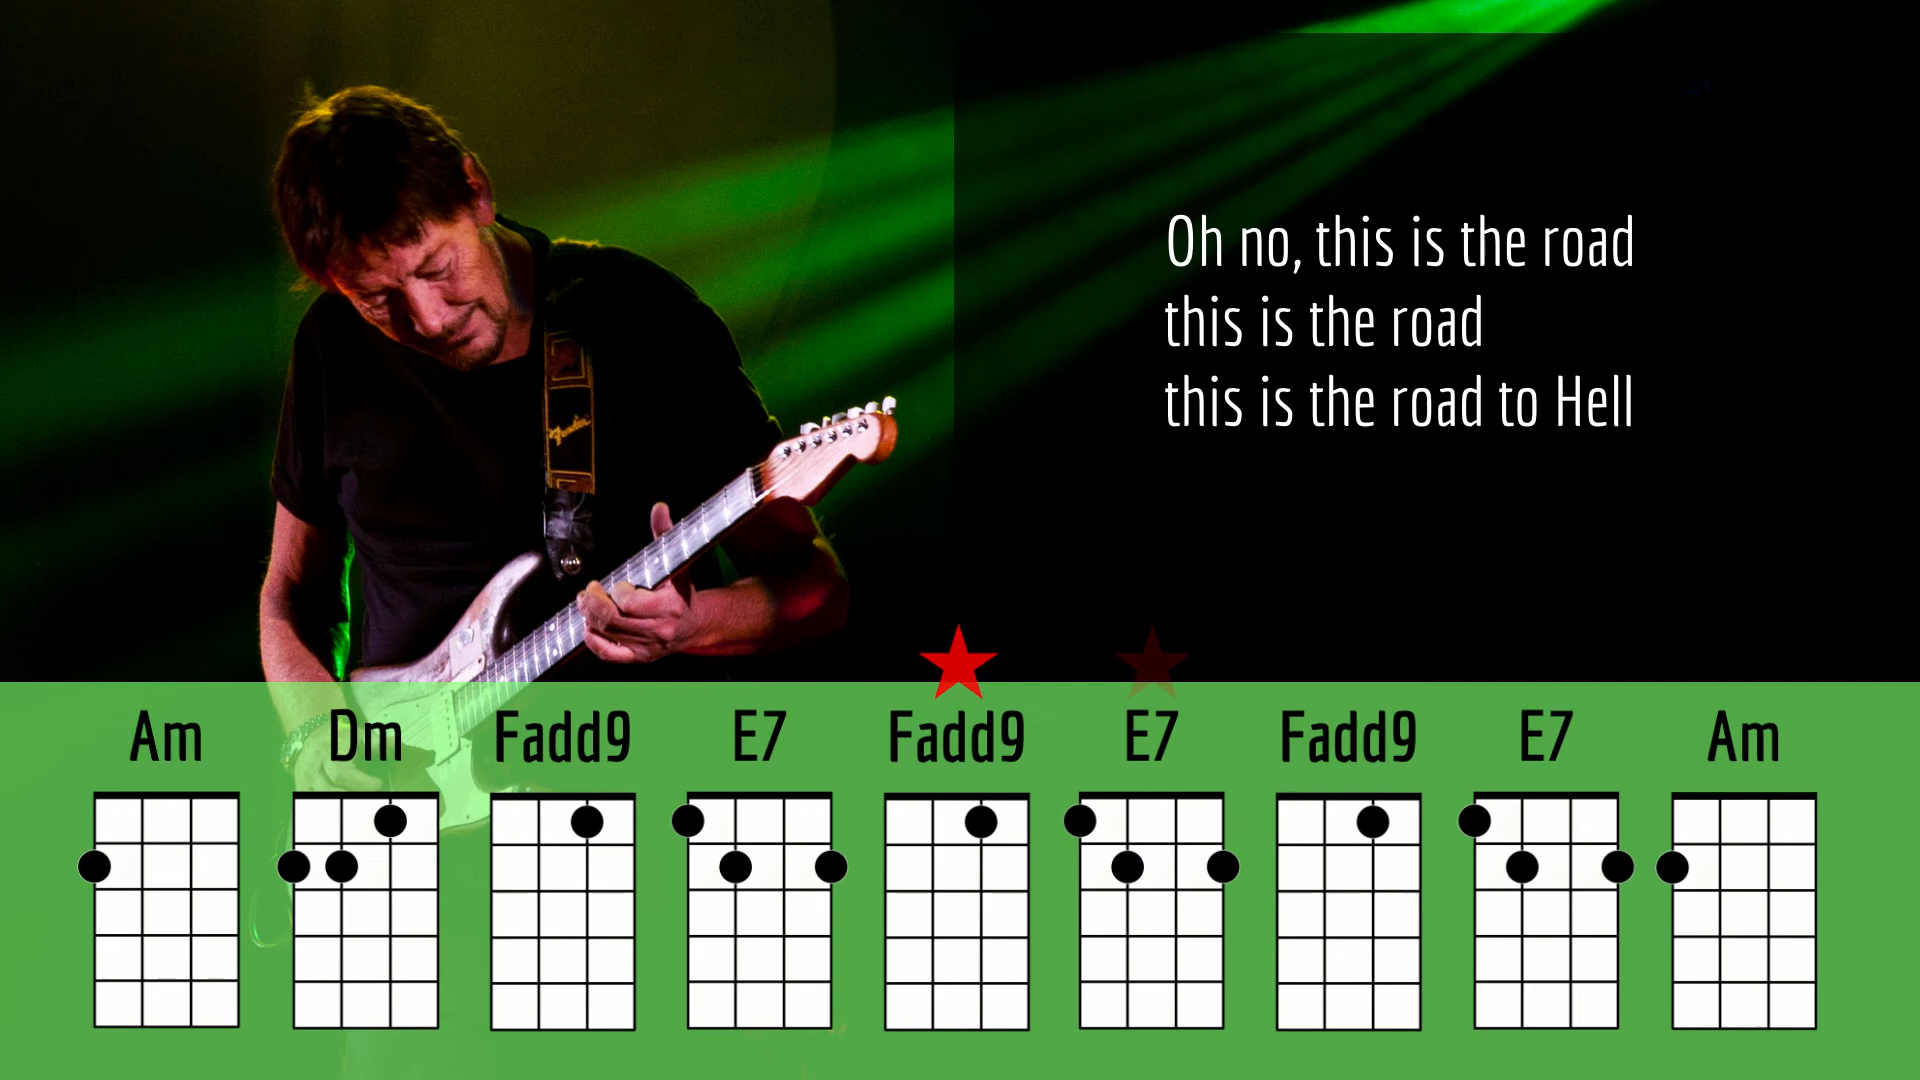 Oh no, this is the road
this is the road
this is the road to Hell
Fender
Am Dm Fadd9 E7 Fadd9 E7 Fadd9 E7 Am